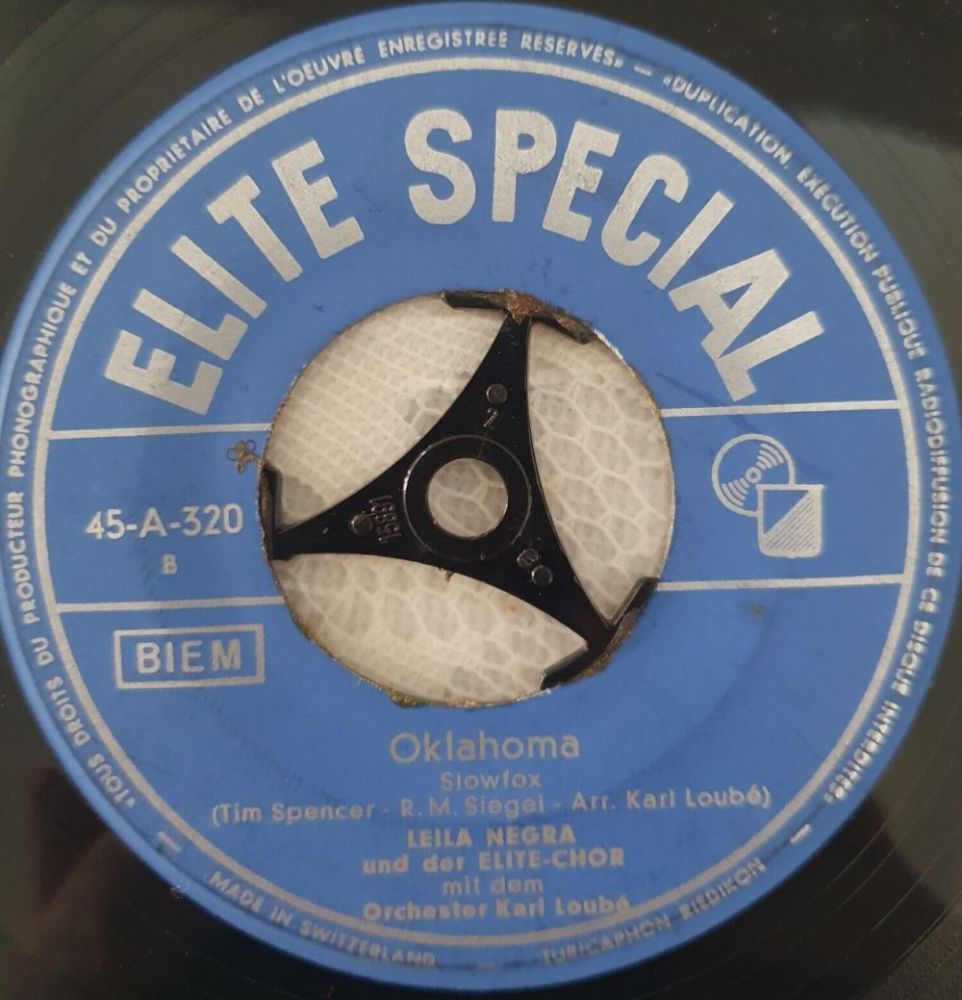 «TOUS DROITS DU PRODUCTEUR PHONOGRAPHIQUE ET DU PROPRIETAIRE DE L'OEUVRE ENREGISTREE RESERVES» — «DUPLICATION. EXECUTION PUBLIQUE RADIODIFFUSION DE CE DISQUE INTERDITES»
ELITE SPECIAL
45-A-320
B
BIEM
7
15881
Oklahoma
Slowfox
(Tim Spencer - R. M. Siegel - Arr. Karl Loubé)
LEILA NEGRA
und der ELITE-CHOR
mit dem
Orchester Karl Loubé
MADE IN SWITZERLAND — TURICAPHON RIEDIKON